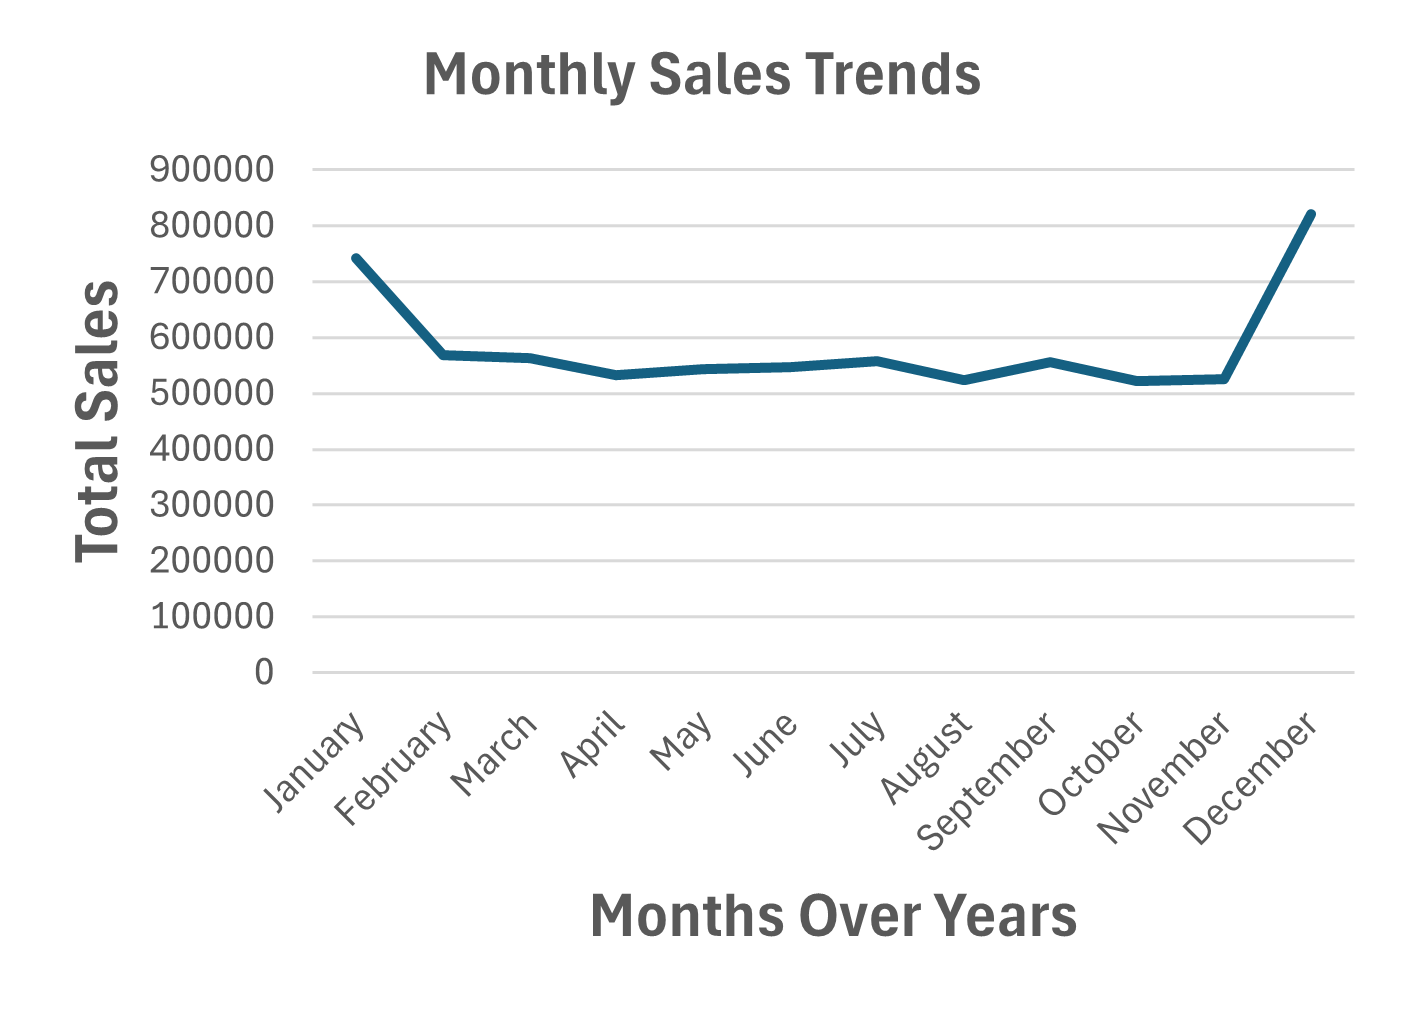 Monthly Sales Trends
Total Sales
900000
800000
700000
600000
500000
400000
300000
200000
100000
0
January
February
March
April
May
June
July
August
September
October
November
December
Months Over Years